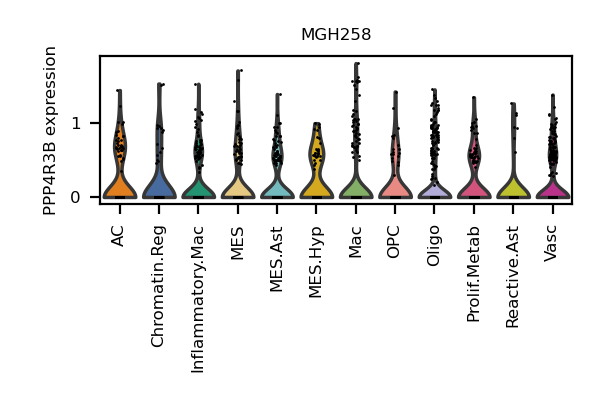 MGH258
PPP4R3B expression
1
0
AC
Chromatin.Reg
Inflammatory.Mac
MES
MES.Ast
MES.Hyp
Mac
OPC
Oligo
Prolif.Metab
Reactive.Ast
Vasc